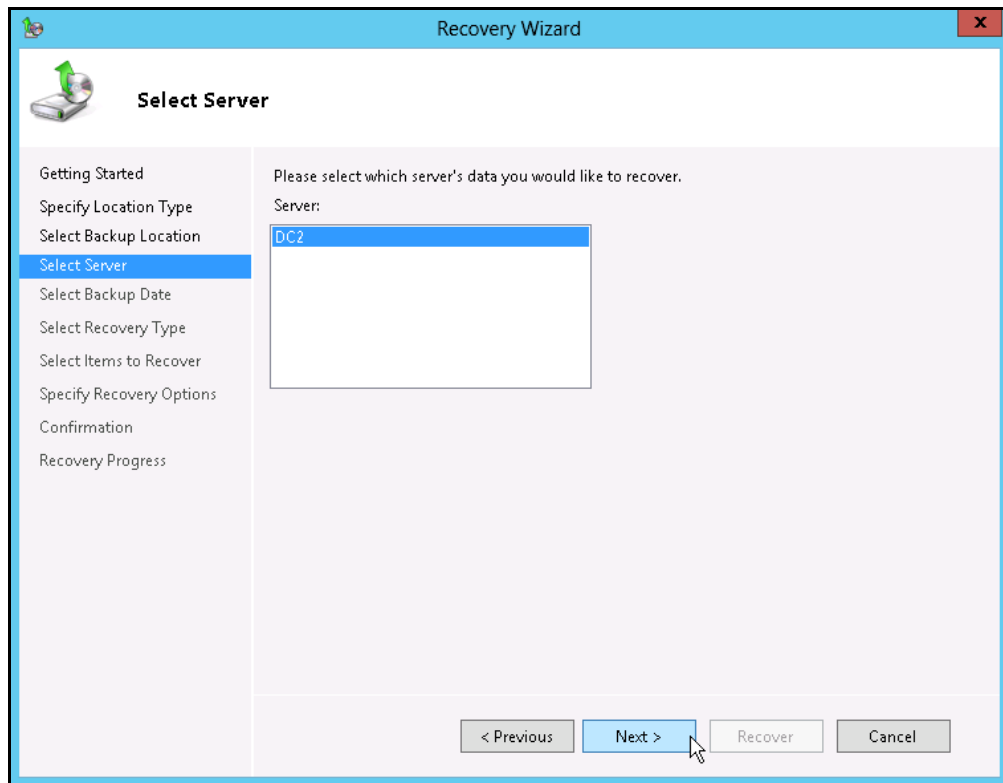 Recovery Wizard
x
Select Server
Getting Started
Specify Location Type
Select Backup Location
Select Server
Select Backup Date
Select Recovery Type
Select Items to Recover
Specify Recovery Options
Confirmation
Recovery Progress
Please select which server's data you would like to recover.
Server:
DC2
< Previous
Next >
Recover
Cancel